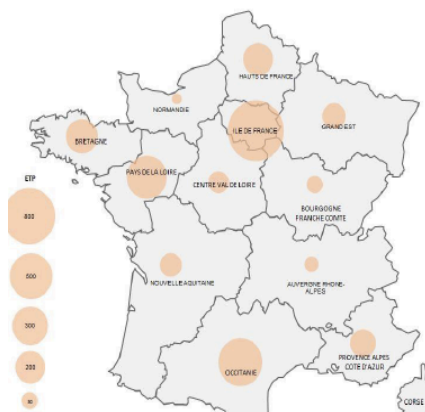 HAUTS DE FRANCE
NORMANDIE
ILE DE FRANCE
GRAND EST
BRETAGNE
PAYS DE LA LOIRE
CENTRE VAL DE LOIRE
BOURGOGNE
FRANCHE COMTE
NOUVELLE AQUITAINE
AUVERGNE RHONE-
ALPES
OCCITANIE
PROVENCE ALPES
COTE D'AZUR
CORSE
ETP
800
500
300
200